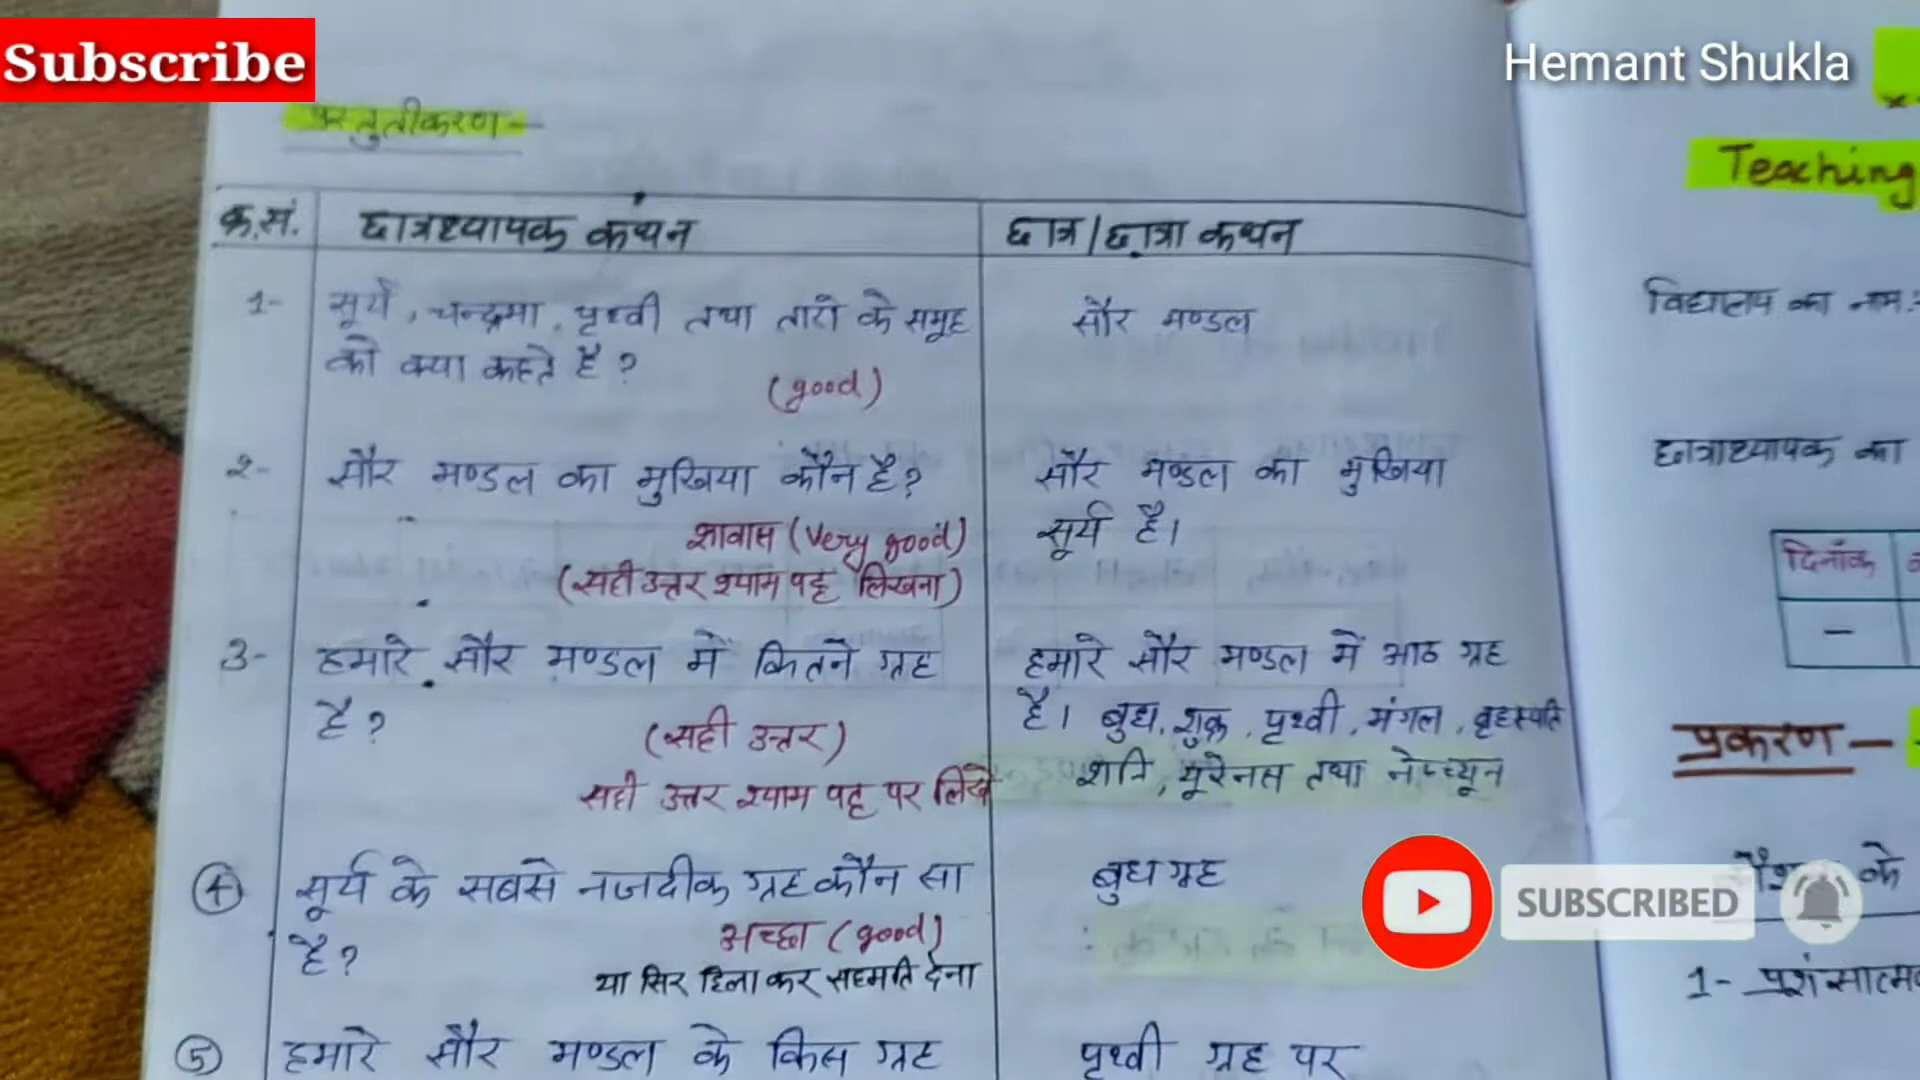 Subscribe
Hemant Shukla
प्रस्तुतीकरण -
क्र.सं. छात्रध्यापक कथन छात्र/छात्रा कथन
1- सूर्य, चन्द्रमा, पृथ्वी तथा तारो के समूह
को क्या कहते है?
(good)
सौर मण्डल
२- सौर मण्डल का मुखिया कौन है?
शावास (Very good)
(सही उत्तर श्याम पट्ट लिखना)
सौर मण्डल का मुखिया
सूर्य है।
3- हमारे सौर मण्डल में कितने ग्रह
है?
(सही उत्तर)
सही उत्तर श्याम पट्ट पर लिखें
हमारे सौर मण्डल में आठ ग्रह
है। बुध, शुक्र, पृथ्वी, मंगल, वृहस्पति
शनि, यूरेनस तथा नेप्च्यून
4 सूर्य के सबसे नजदीक ग्रह कौन सा
है?
अच्छा (good)
या सिर हिला कर सहमति देना
बुध ग्रह
5 हमारे सौर मण्डल के किस ग्रह
पृथ्वी ग्रह पर
Teaching
विद्यालय का नाम:
छात्राध्यापक का
दिनाँक
-
प्रकरण -
SUBSCRIBED
के
1- प्रशंसात्म